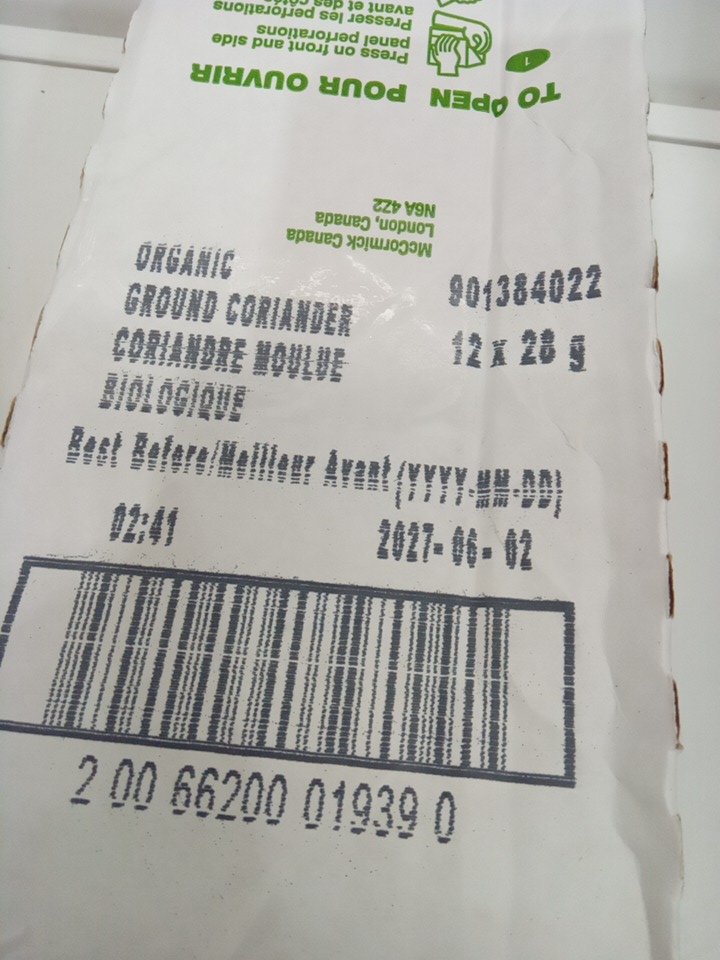 TO OPEN POUR OUVRIR
1
Press on front and side
panel perforations
Presser les perforations
avant et des côtés
McCormick Canada
London, Canada
N6A 4Z2
ORGANIC
GROUND CORIANDER 901384022
CORIANDRE MOULUE 12 x 28 g
BIOLOGIQUE
Best Before/Meilleur Avant (YYYY-MM-DD)
02:41 2027-06-02
2 00 66200 01939 0